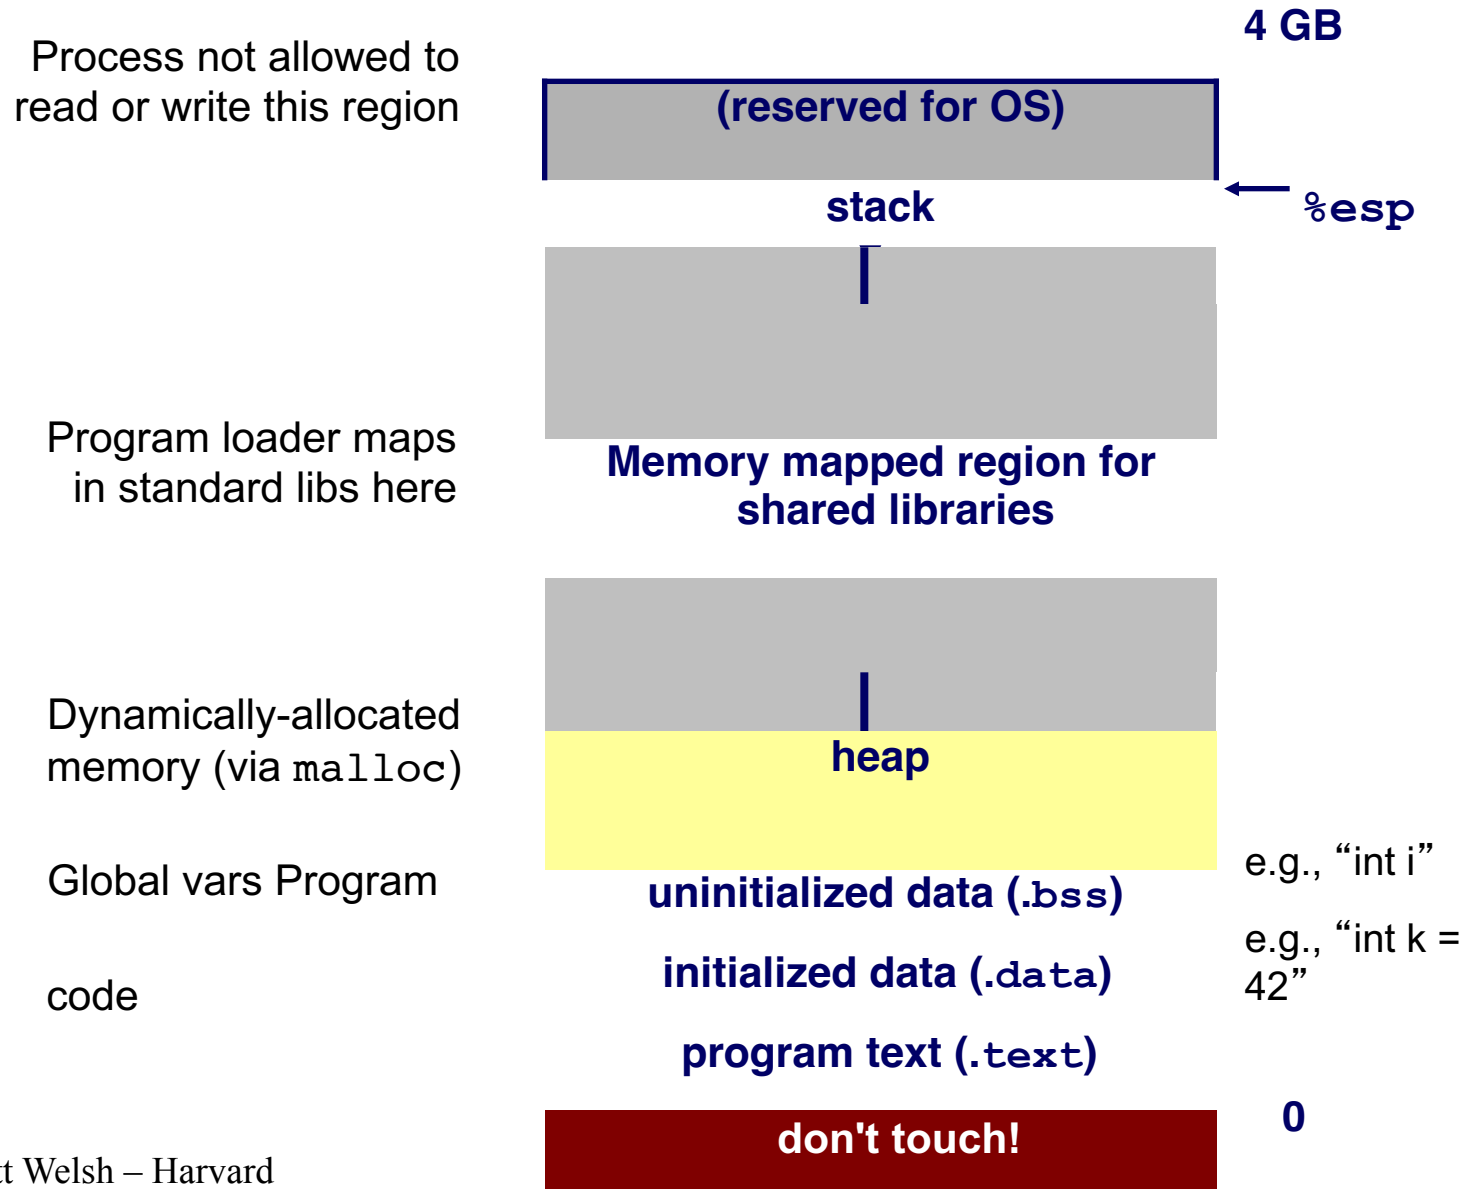 4 GB
Process not allowed to
read or write this region
(reserved for OS)
stack
%esp
Program loader maps
in standard libs here
Memory mapped region for
shared libraries
Dynamically-allocated
memory (via malloc)
heap
Global vars Program
code
uninitialized data (.bss)
e.g., “int i”
initialized data (.data)
e.g., “int k =
42”
program text (.text)
0
don't touch!
tt Welsh – Harvard